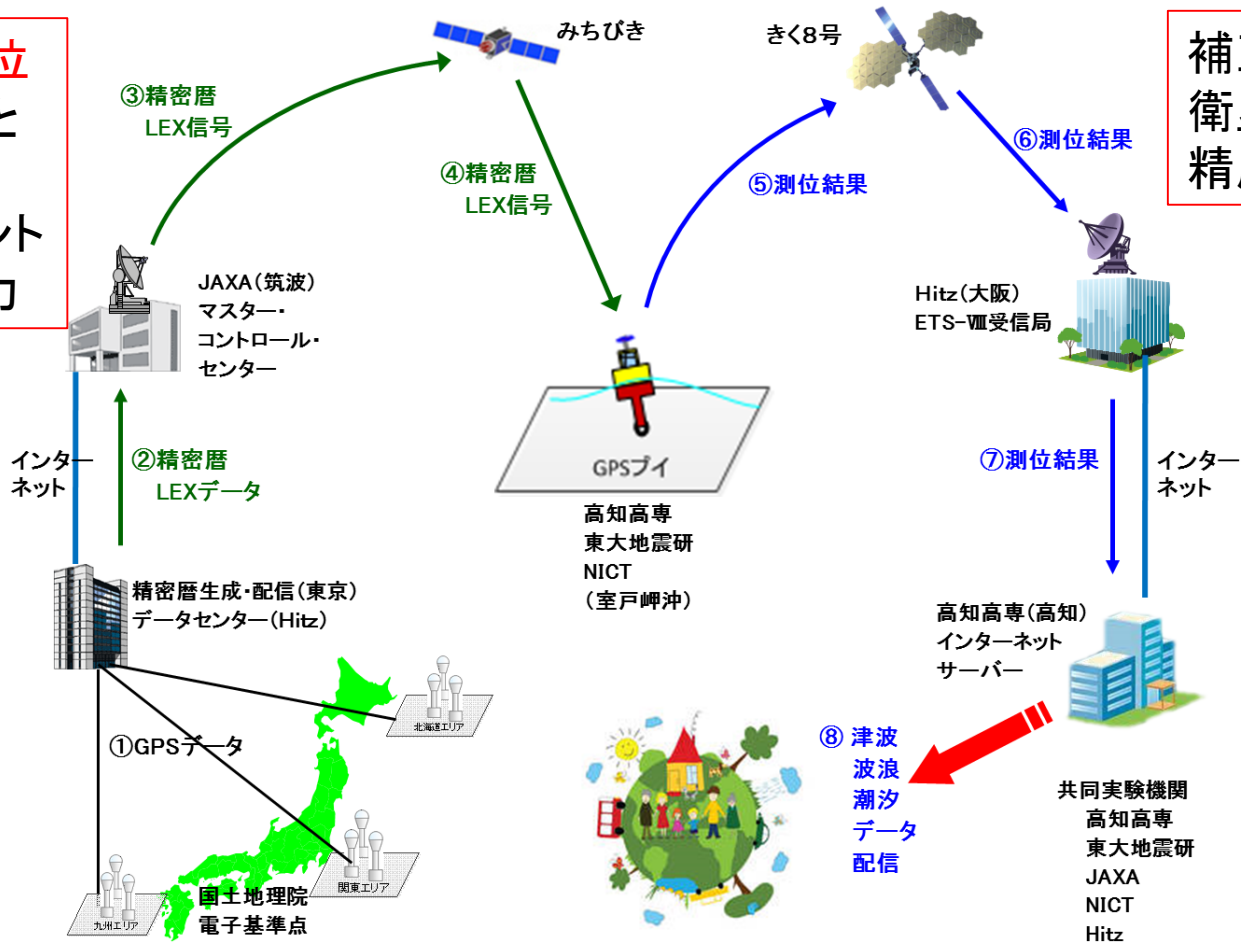 位
と
ント
力
補正
衛星
精度
みちびき
きく8号
③精密暦
LEX信号
④精密暦
LEX信号
⑤測位結果
⑥測位結果
JAXA(筑波)
マスター・
コントロール・
センター
Hitz(大阪)
ETS-Ⅷ受信局
GPSブイ
高知高専
東大地震研
NICT
(室戸岬沖)
インター
ネット
②精密暦
LEXデータ
⑦測位結果
インター
ネット
精密暦生成・配信(東京)
データセンター(Hitz)
高知高専(高知)
インターネット
サーバー
①GPSデータ
北海道エリア
関東エリア
九州エリア
国土地理院
電子基準点
⑧津波
波浪
潮汐
データ
配信
共同実験機関
高知高専
東大地震研
JAXA
NICT
Hitz